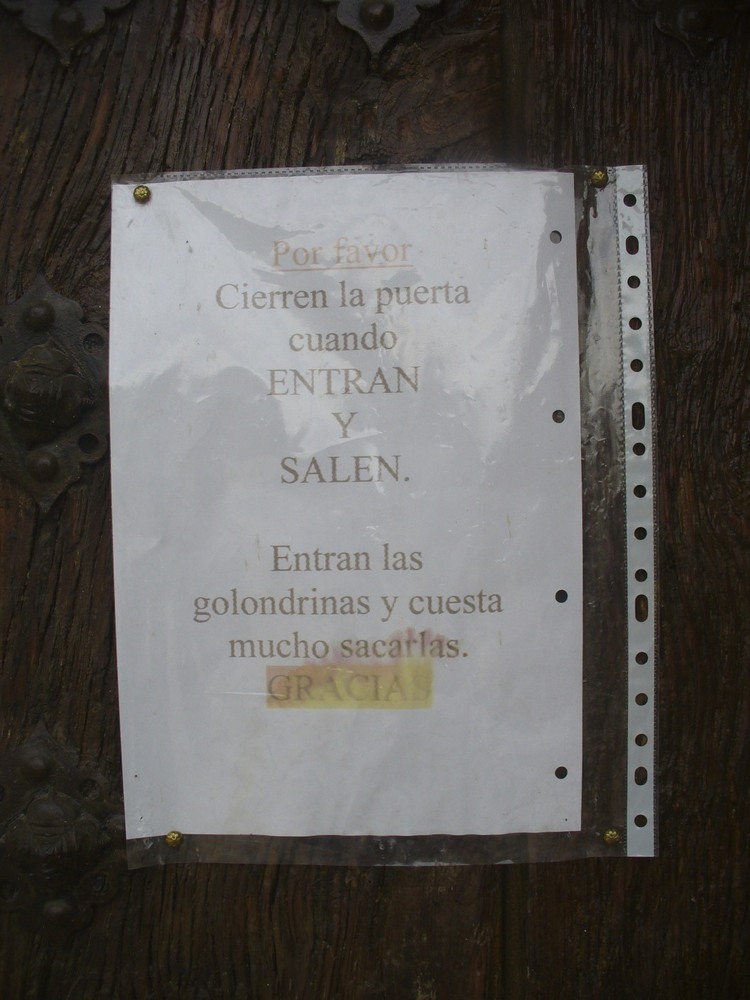 Por favor
Cierren la puerta
cuando
ENTRAN
Y
SALEN.
Entran las
golondrinas y cuesta
mucho sacarlas.
GRACIAS